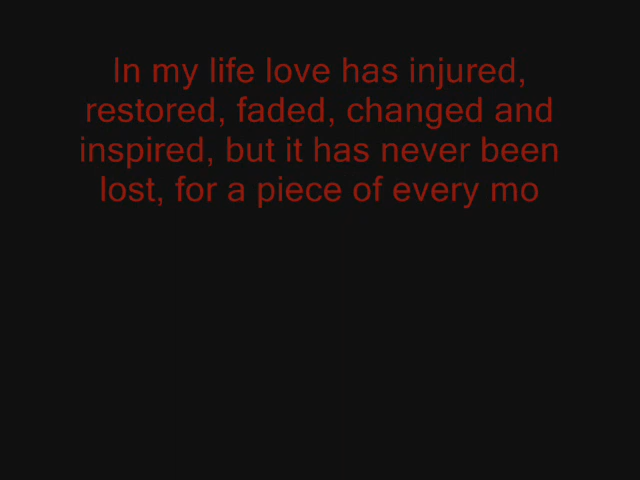 In my life love has injured,
restored, faded, changed and
inspired, but it has never been
lost, for a piece of every mo